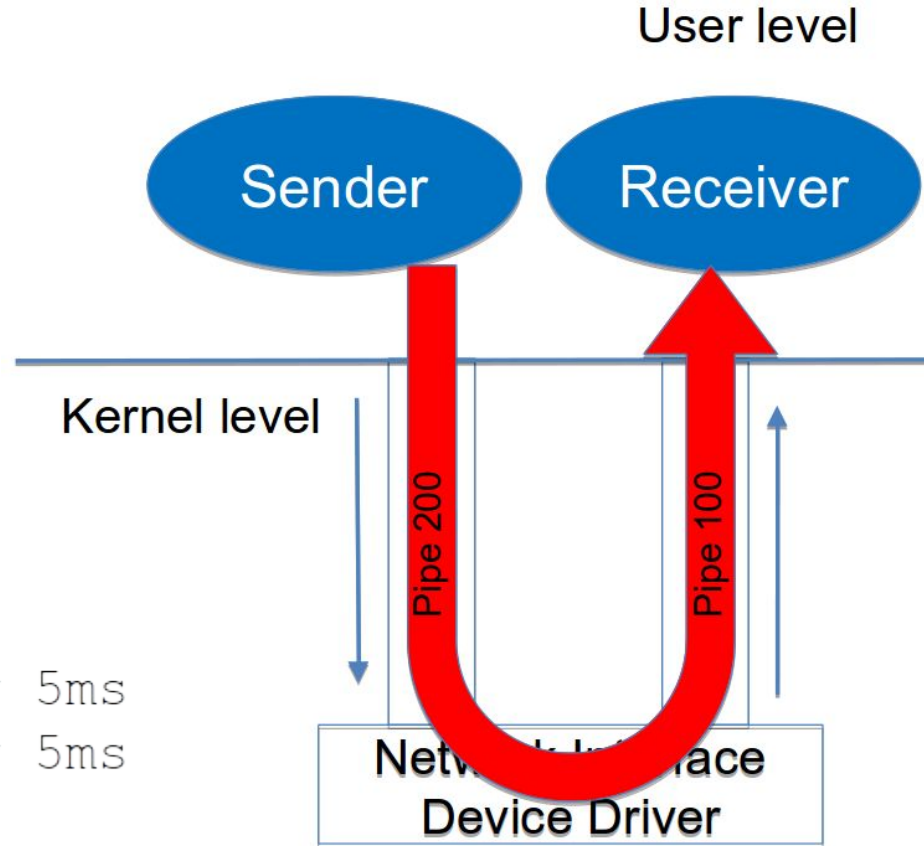 User level
Sender
Receiver
Kernel level
Pipe 200
Pipe 100
5ms
5ms
Device Driver